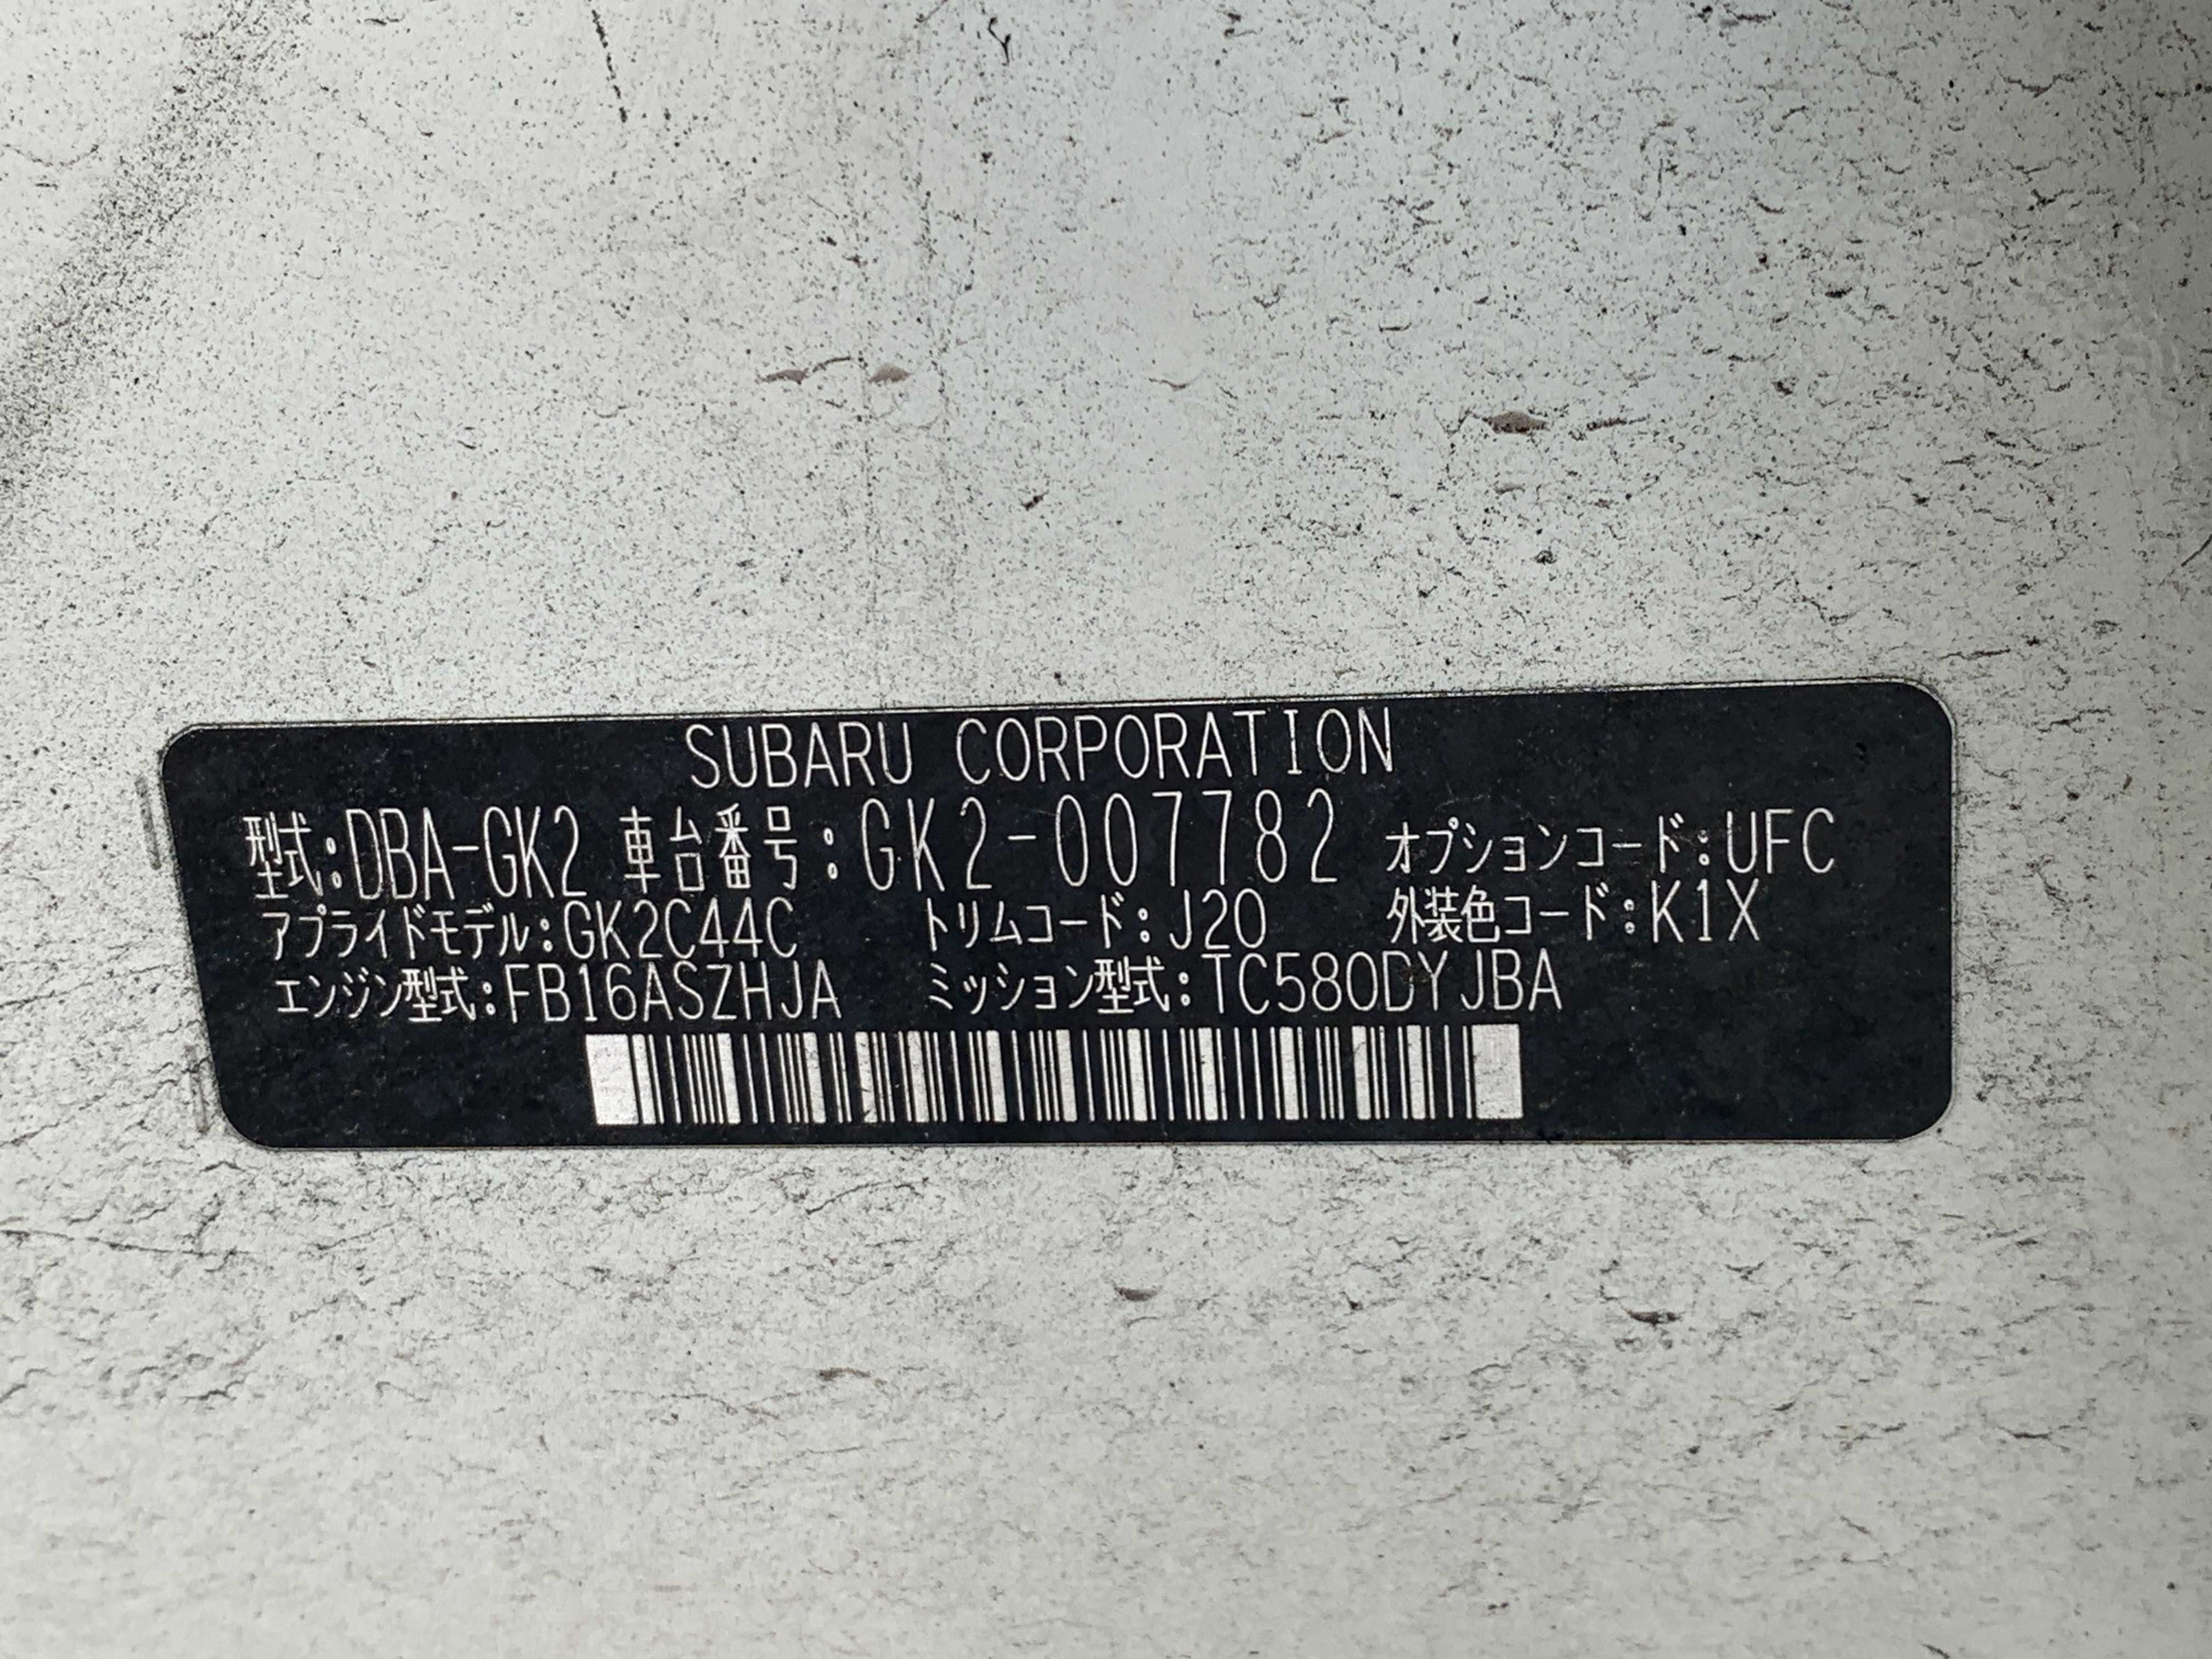 SUBARU CORPORATION
型式:DBA-GK2 車台番号:GK2-007782 オプションコード:UFC
アプライドモデル:GK2C44C トリムコード:J20 外装色コード:K1X
エンジン型式:FB16ASZHJA ミッション型式:TC580DYJBA